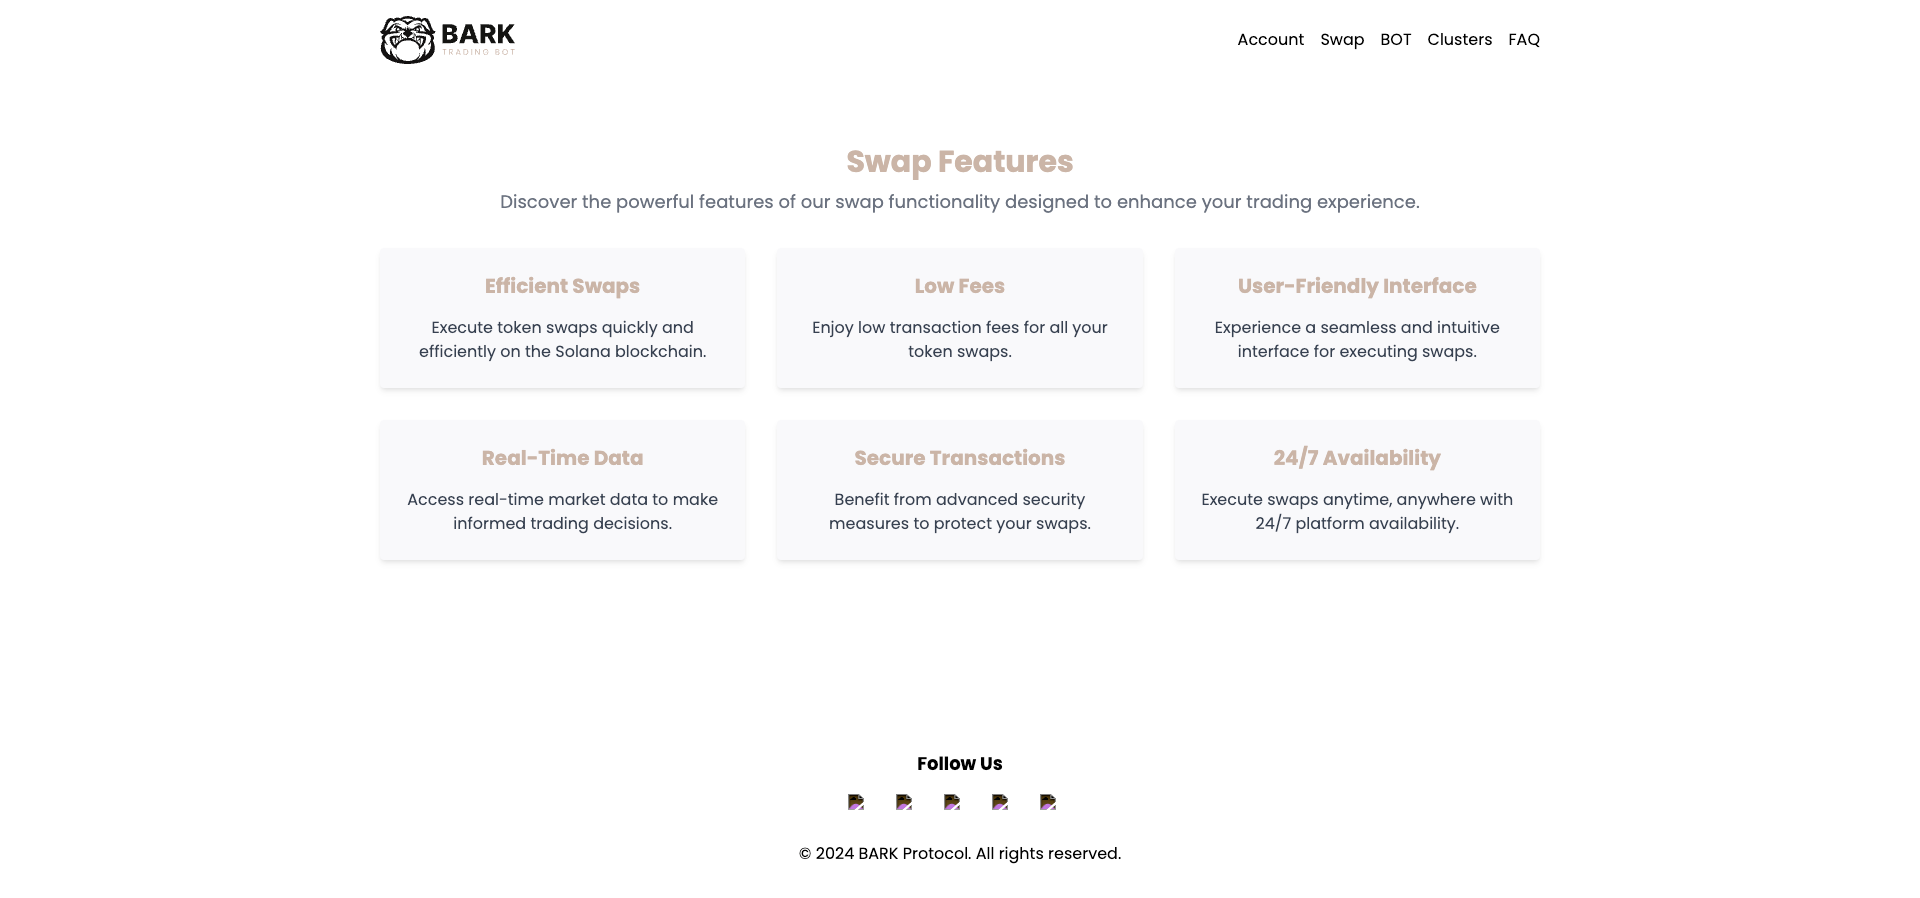 BARK
TRADING BOT
Account Swap BOT Clusters FAQ
Swap Features
Discover the powerful features of our swap functionality designed to enhance your trading experience.
Efficient Swaps
Execute token swaps quickly and
efficiently on the Solana blockchain.
Low Fees
Enjoy low transaction fees for all your
token swaps.
User-Friendly Interface
Experience a seamless and intuitive
interface for executing swaps.
Real-Time Data
Access real-time market data to make
informed trading decisions.
Secure Transactions
Benefit from advanced security
measures to protect your swaps.
24/7 Availability
Execute swaps anytime, anywhere with
24/7 platform availability.
Follow Us
© 2024 BARK Protocol. All rights reserved.